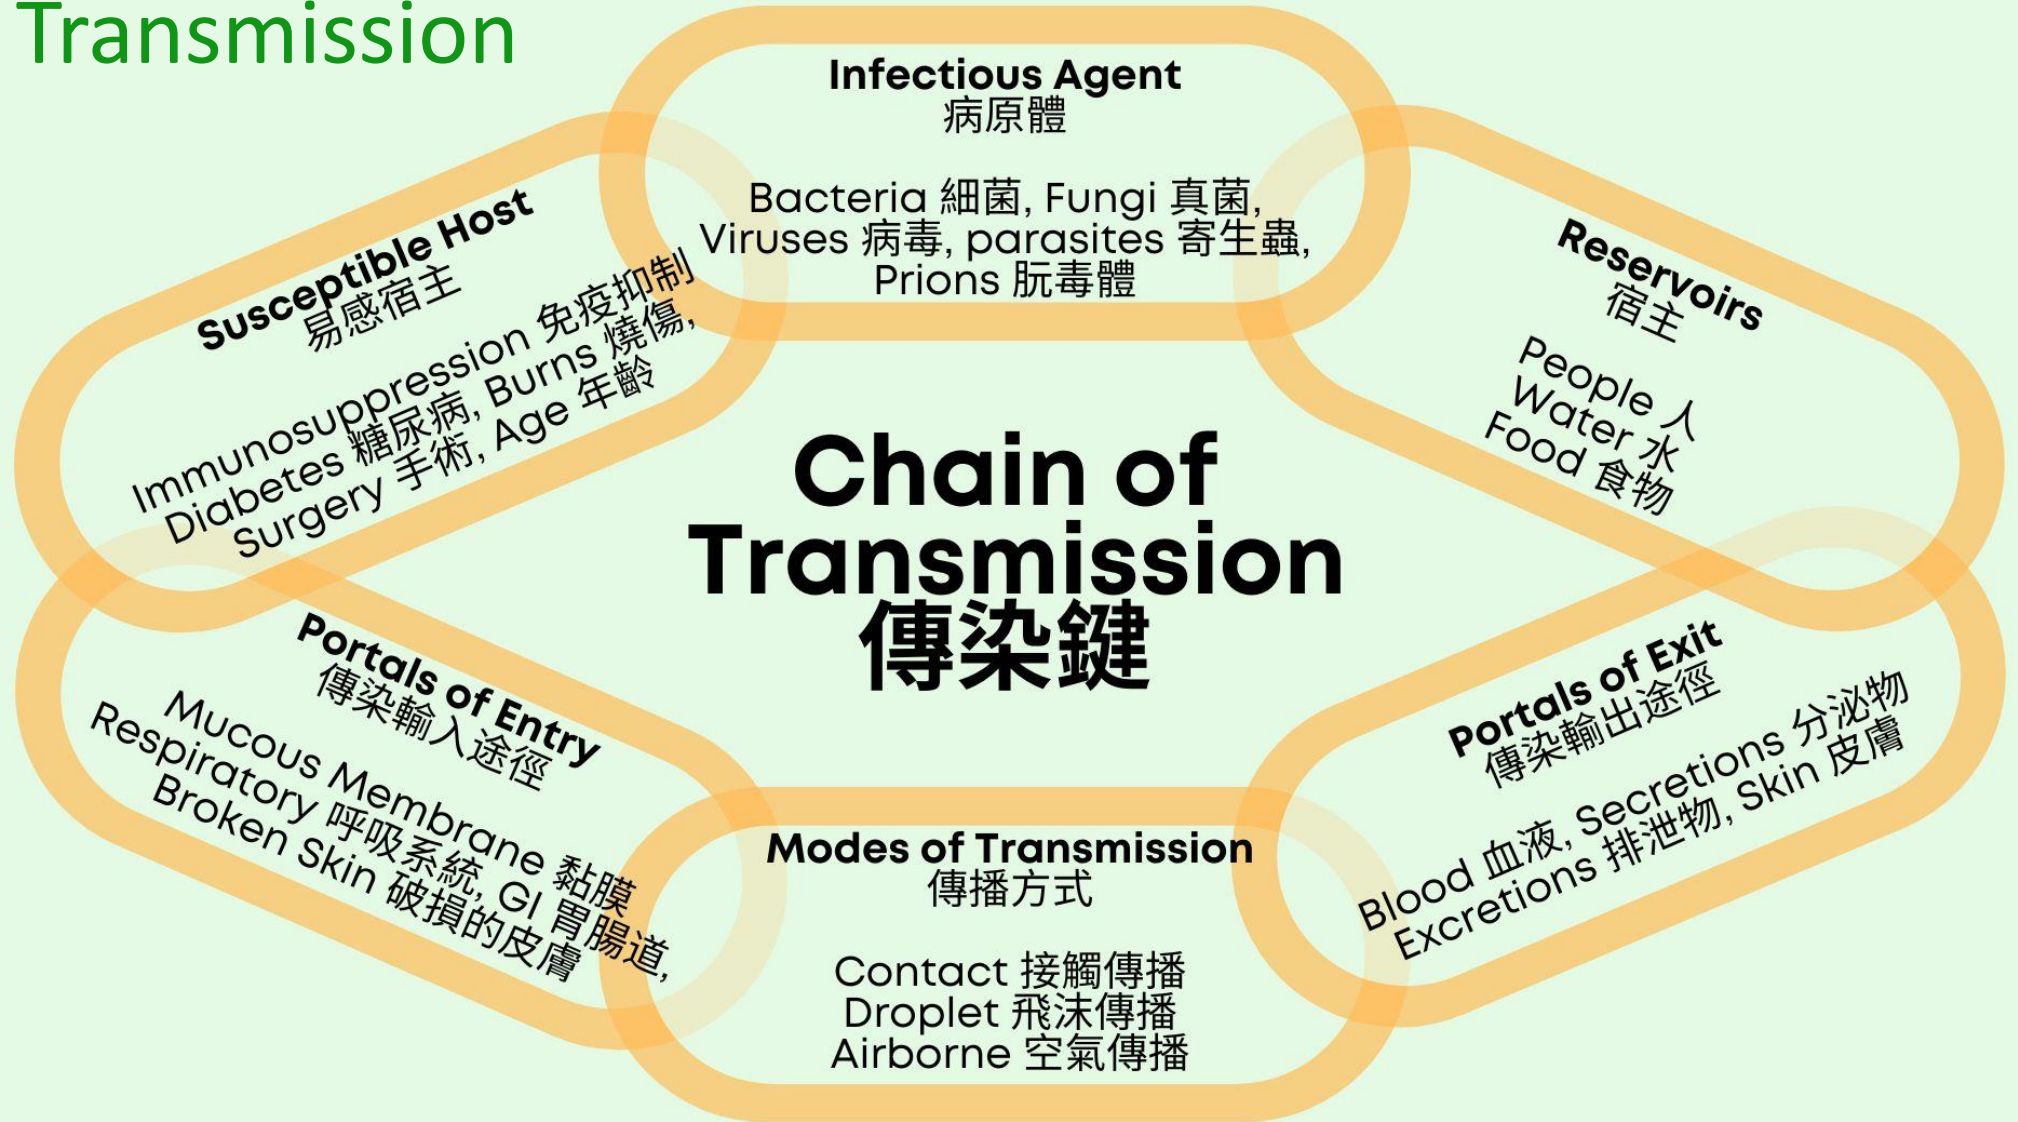 Transmission
Infectious Agent
病原體
Bacteria 細菌, Fungi 真菌,
Viruses 病毒, parasites 寄生蟲,
Prions 朊毒體
Reservoirs
宿主
People 人
Water 水
Food 食物
Portals of Exit
傳染輸出途徑
Blood 血液, Secretions 分泌物
Excretions 排泄物, Skin 皮膚
Modes of Transmission
傳播方式
Contact 接觸傳播
Droplet 飛沫傳播
Airborne 空氣傳播
Portals of Entry
傳染輸入途徑
Mucous Membrane 黏膜
Respiratory 呼吸系統, GI 胃腸道,
Broken Skin 破損的皮膚
Susceptible Host
易感宿主
Immunosuppression 免疫抑制
Diabetes 糖尿病, Burns 燒傷,
Surgery 手術, Age 年齡
Chain of
Transmission
傳染鍵